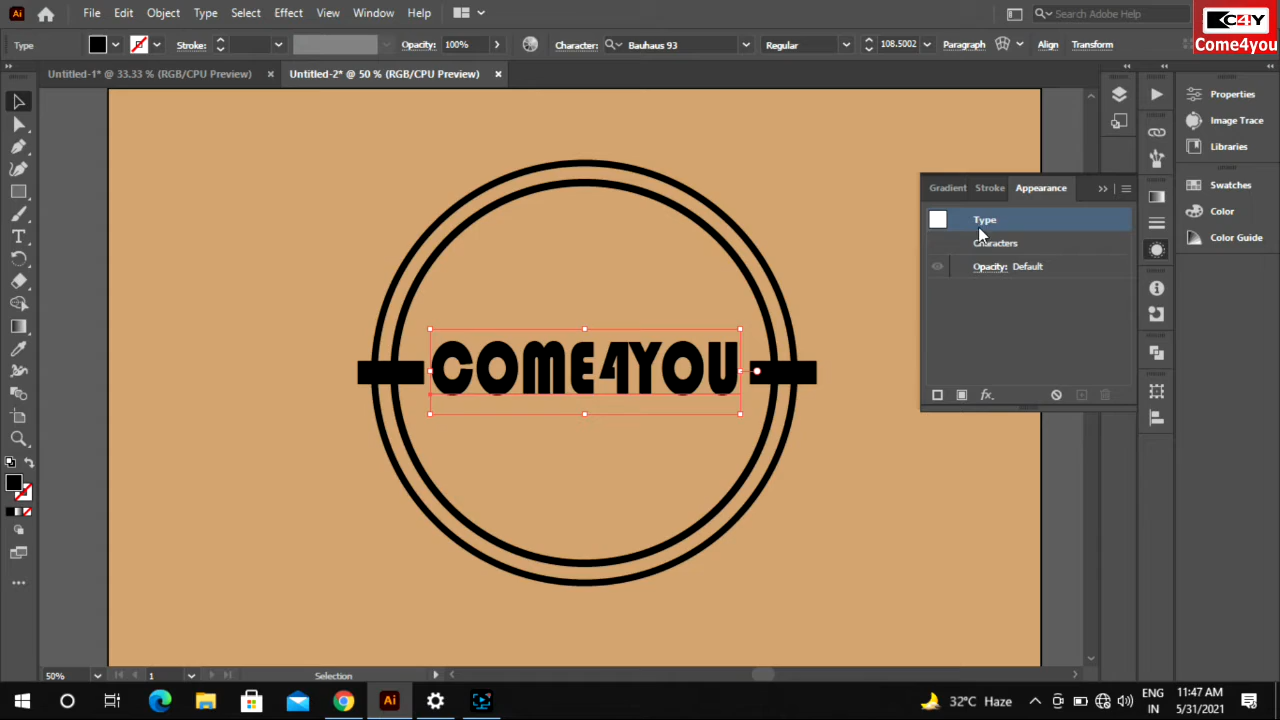 Ai File Edit Object Type Select Effect View Window Help Search Adobe Help C4Y
Come4you
Type Stroke: Opacity: 100% Character: Bauhaus 93 Regular 108.5002 Paragraph Align Transform
Untitled-1* @ 33.33 % (RGB/CPU Preview) × Untitled-2* @ 50 % (RGB/CPU Preview) ×
Properties
Image Trace
Libraries
Swatches
Color
Color Guide
Gradient Stroke Appearance
Type
Characters
Opacity: Default
fx
COME4YOU
50% 1 Selection
Ai 32°C Haze ENG IN 11:47 AM 5/31/2021